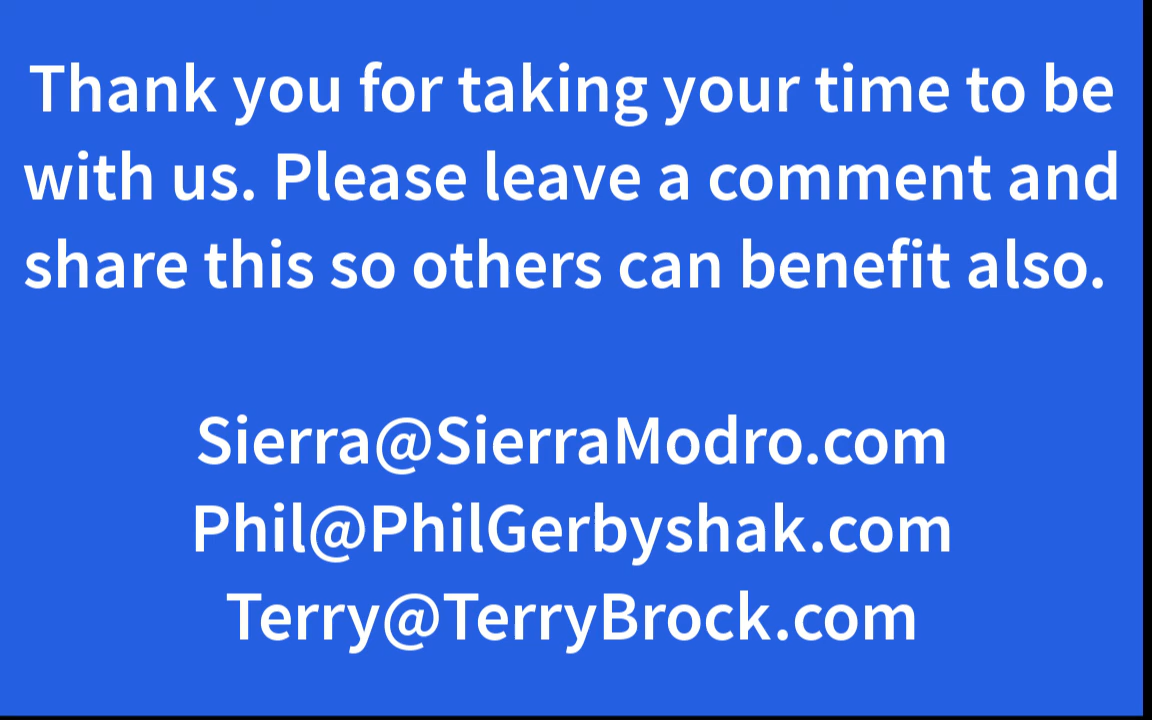 Thank you for taking your time to be
with us. Please leave a comment and
share this so others can benefit also.
Sierra@SierraModro.com
Phil@PhilGerbyshak.com
Terry@TerryBrock.com